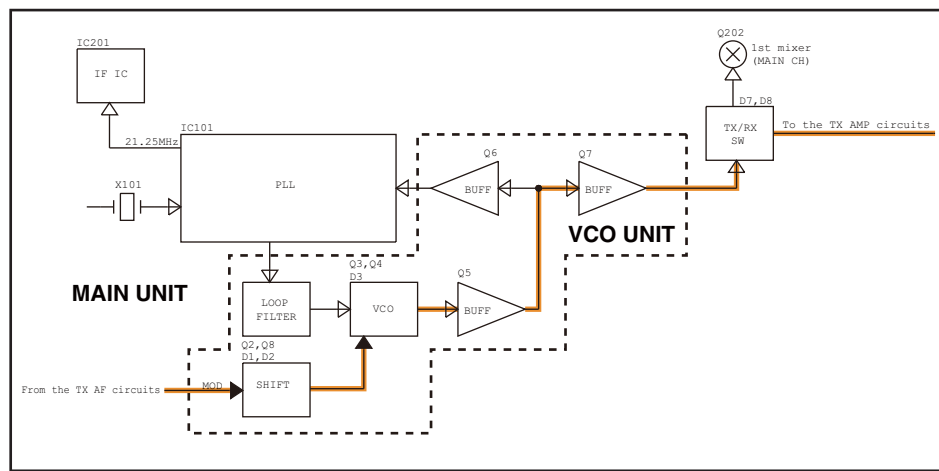 Q202
IC201
1st mixer
(MAIN CH)
IF IC
D7,D8
IC101
TX/RX
SW
To the TX AMP circuits
21.25MHz
Q6
Q7
X101
PLL
BUFF
BUFF
VCO UNIT
Q3,Q4
D3
Q5
MAIN UNIT
LOOP
FILTER
VCO
BUFF
Q2,Q8
D1,D2
From the TX AF circuits
MOD
SHIFT